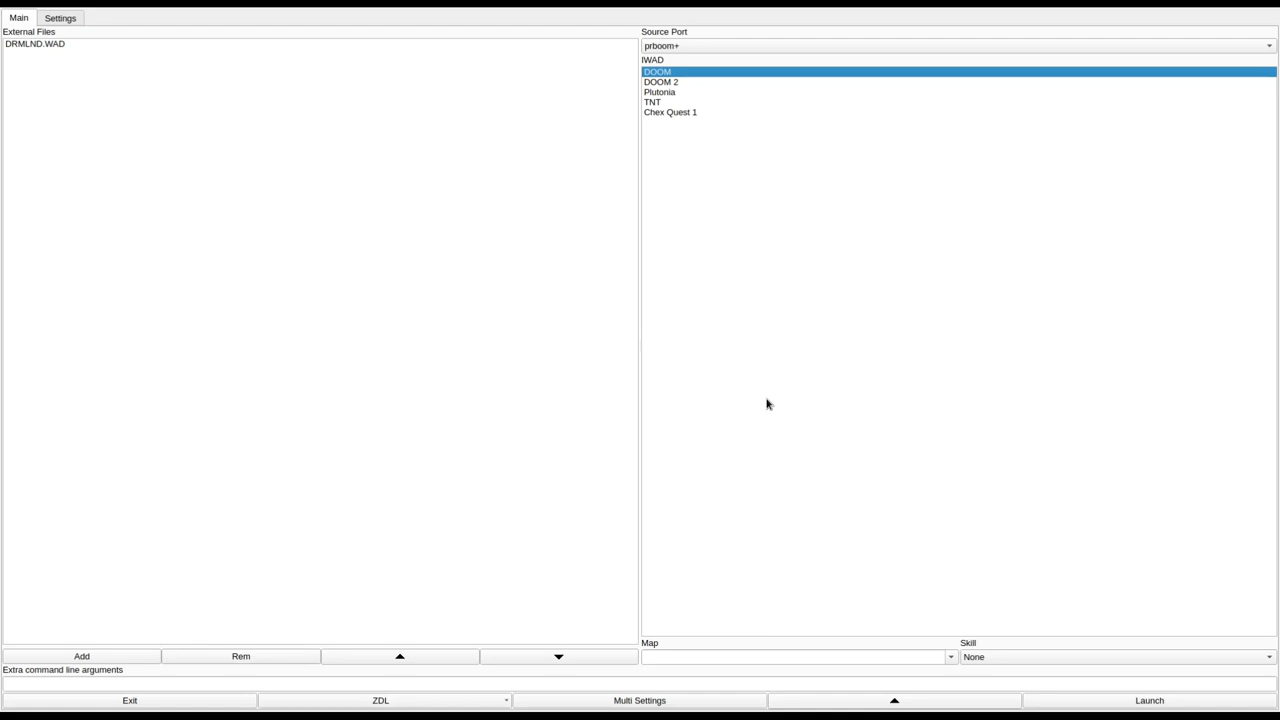 Main
Settings
External Files
DRMLND.WAD
Source Port
prboom+
IWAD
DOOM
DOOM 2
Plutonia
TNT
Chex Quest 1
Add
Rem
Map
Skill
None
Extra command line arguments
Exit
ZDL
Multi Settings
Launch